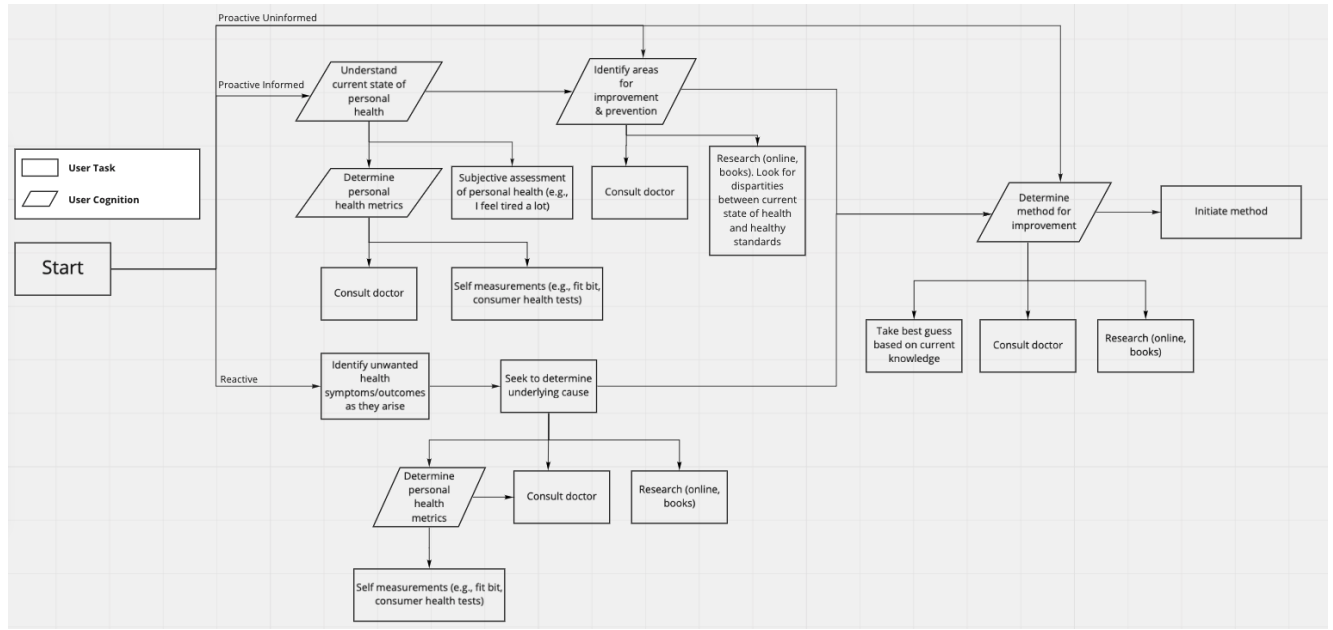 Proactive Uninformed
Proactive Informed
Understand
current state of
personal
health
Identify areas
for
improvement
& prevention
User Task
User Cognition
Determine
personal
health metrics
Subjective assessment
of personal health (e.g.,
I feel tired a lot)
Consult doctor
Research (online,
books). Look for
dispartities
between current
state of health
and healthy
standards
Determine
method for
improvement
Initiate method
Start
Consult doctor
Self measurements (e.g., fit bit,
consumer health tests)
Take best guess
based on current
knowledge
Consult doctor
Research (online,
books)
Reactive
Identify unwanted
health
symptoms/outcomes
as they arise
Seek to determine
underlying cause
Determine
personal
health
metrics
Consult doctor
Research (online,
books)
Self measurements (e.g., fit bit,
consumer health tests)